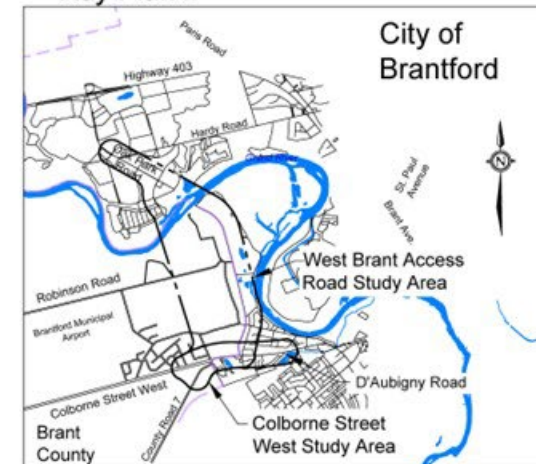 City of
Brantford
Paris Road
Highway 403
Hardy Road
St. Paul
Avenue
Brant Ave.
N
West Brant Access
Road Study Area
Robinson Road
Brantford Municipal
Airport
D'Aubigny Road
Colborne Street West
County Road 7
Colborne Street
West Study Area
Brant
County